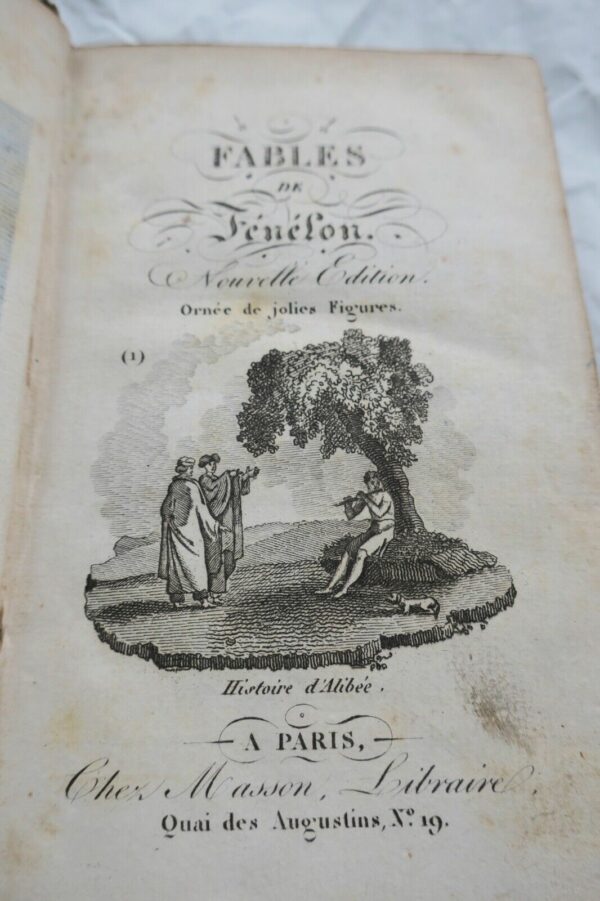 FABLES
DE
Fénélon.
Nouvelle Edition.
Ornée de jolies Figures.
(1)
Histoire d'Alibée.
A PARIS,
Chez Masson, Libraire,
Quai des Augustins, Nº 19.